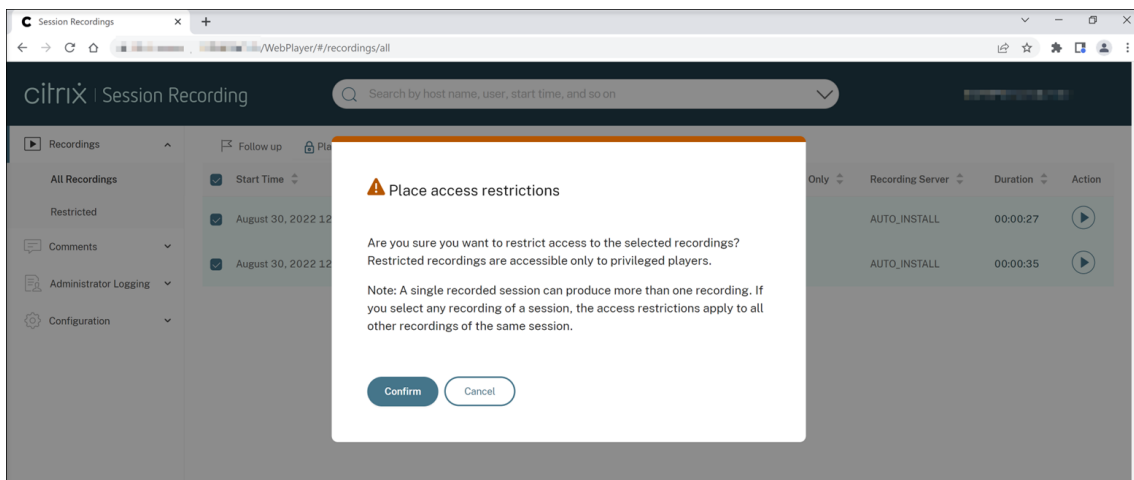 Session Recordings
/WebPlayer/#/recordings/all
citrix | Session Recording
Search by host name, user, start time, and so on
Recordings
All Recordings
Restricted
Comments
Administrator Logging
Configuration
Follow up
Start Time Only Recording Server Duration Action
August 30, 2022 12 AUTO_INSTALL 00:00:27
August 30, 2022 12 AUTO_INSTALL 00:00:35
Place access restrictions
Are you sure you want to restrict access to the selected recordings?
Restricted recordings are accessible only to privileged players.
Note: A single recorded session can produce more than one recording. If
you select any recording of a session, the access restrictions apply to all
other recordings of the same session.
Confirm Cancel